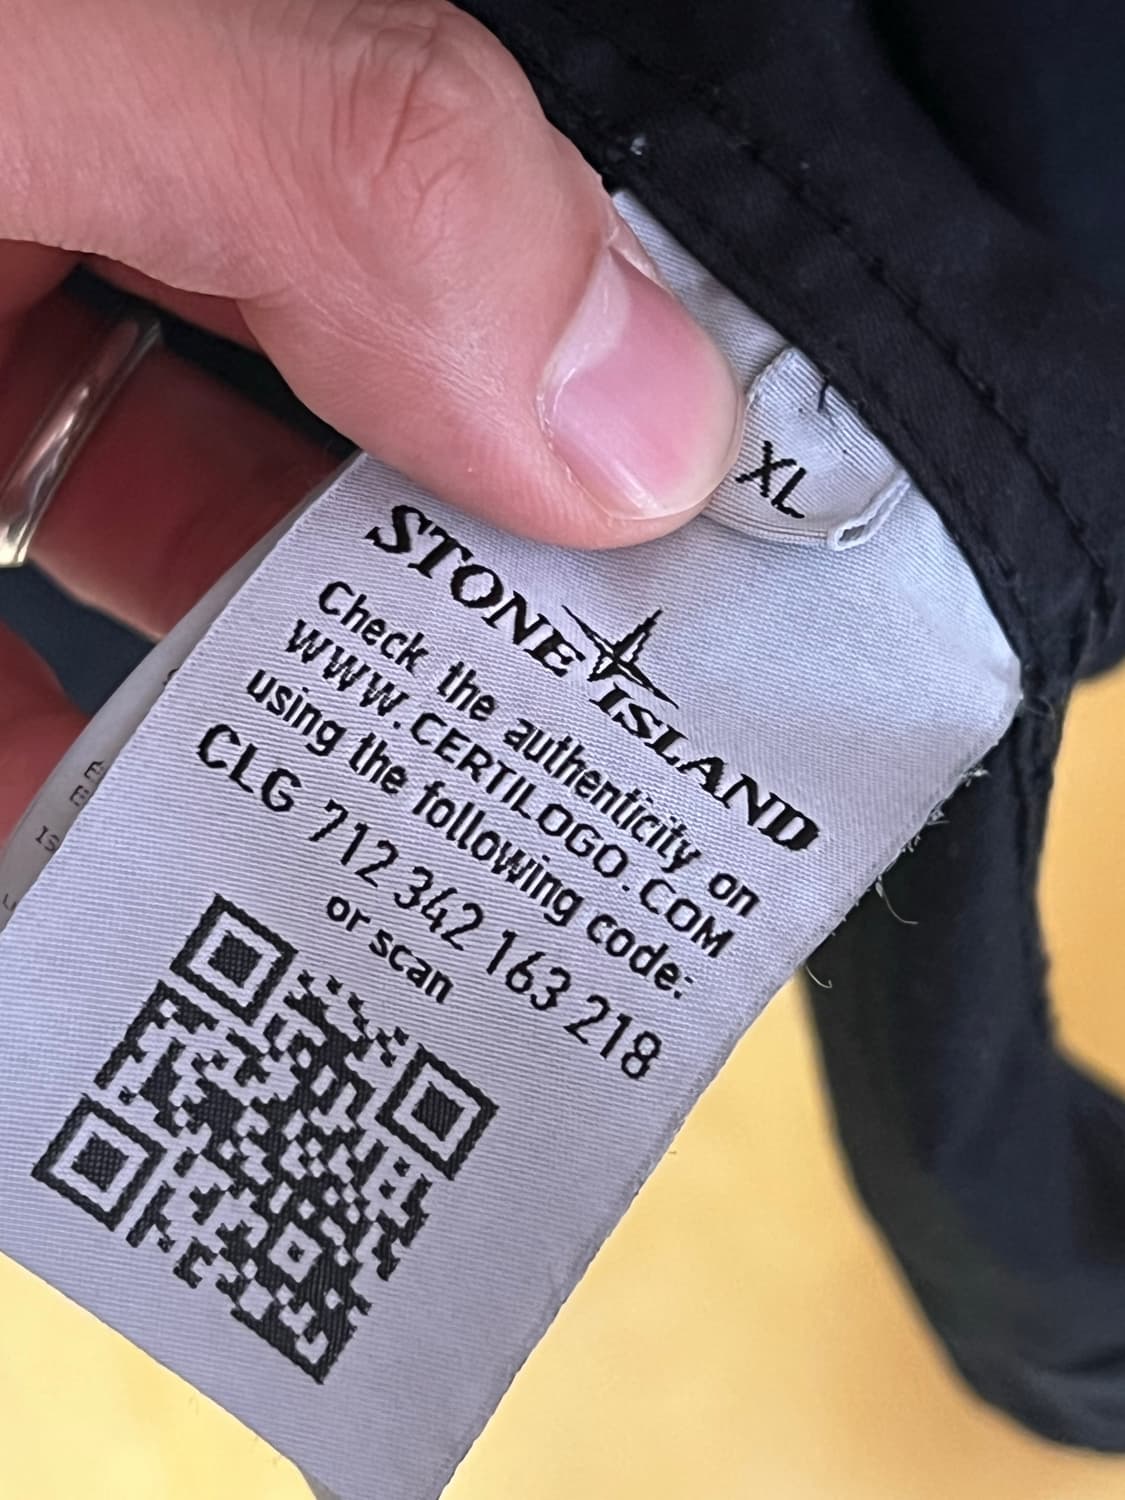 XL
STONE ISLAND
Check the authenticity on
WWW.CERTILOGO.COM
using the following code:
CLG 712 342 163 218
or scan